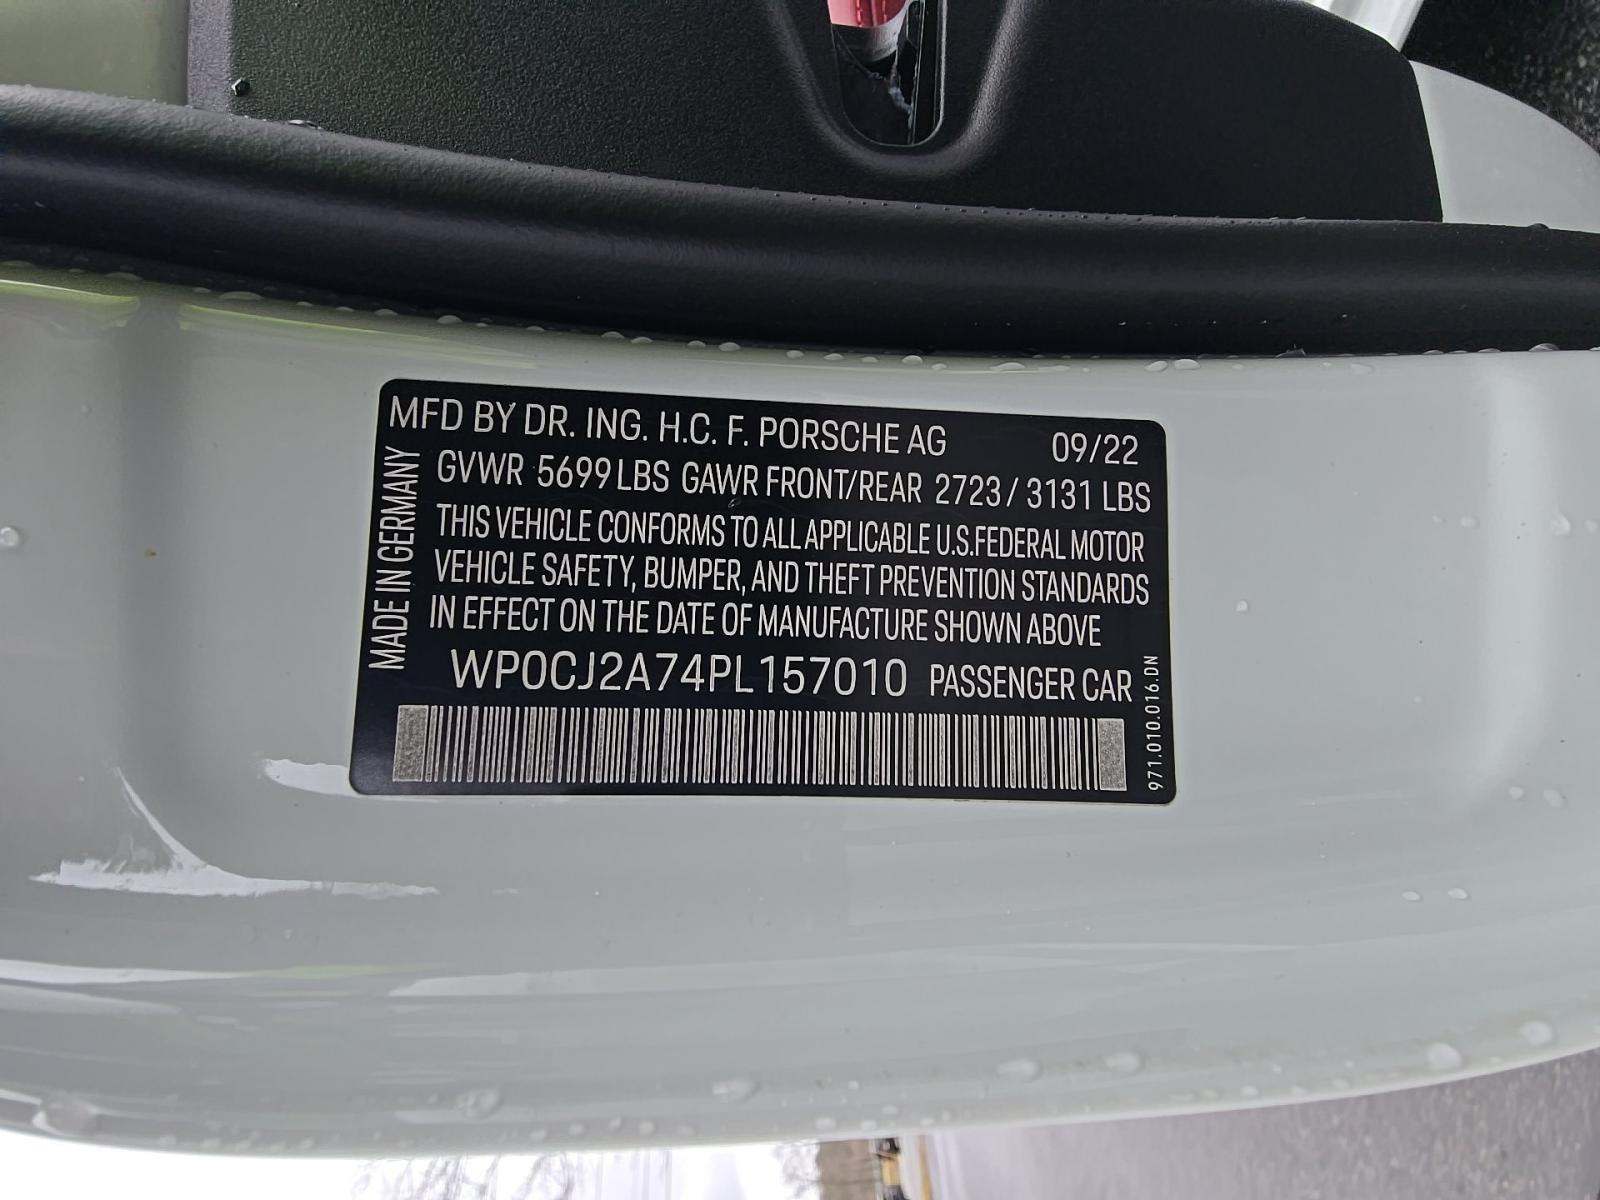 MFD BY DR. ING. H.C. F. PORSCHE AG 09/22
GVWR 5699 LBS GAWR FRONT/REAR 2723 / 3131 LBS
THIS VEHICLE CONFORMS TO ALL APPLICABLE U.S.FEDERAL MOTOR
VEHICLE SAFETY, BUMPER, AND THEFT PREVENTION STANDARDS
IN EFFECT ON THE DATE OF MANUFACTURE SHOWN ABOVE
WP0CJ2A74PL157010 PASSENGER CAR
MADE IN GERMANY
971.010.016.DN